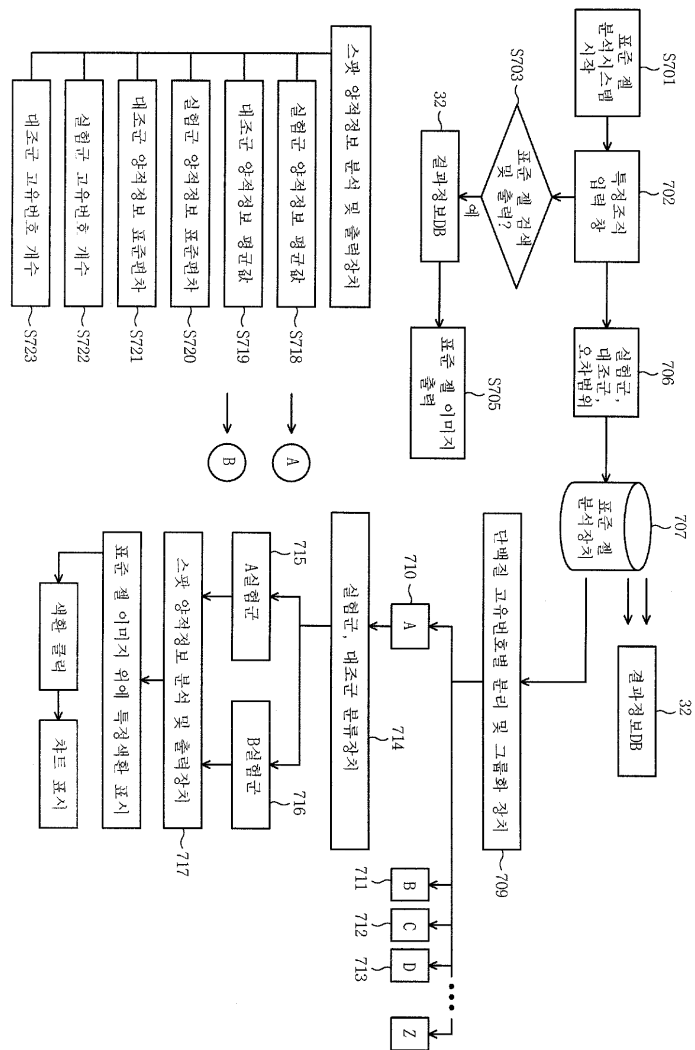 S701
표준 젤
분석시스템
시작
702
특정조직
입력 창
706
실험군,
대조군,
오차범위
707
표준 젤
분석장치
32
결과정보DB
S703
표준 젤 검색
및 출력?
예
32
결과정보DB
S705
표준 젤 이미지
출력
단백질 고유번호별 분리 및 그룹화 장치
709
710
A
711
B
712
C
713
D
Z
실험군, 대조군 분류장치
714
715
A실험군
716
B실험군
스팟 양적정보 분석 및 출력장치
717
표준 젤 이미지 위에 특정색환 표시
색환 클릭
챠트 표시
스팟 양적정보 분석 및 출력장치
실험군 양적정보 평균값
S718
대조군 양적정보 평균값
S719
실험군 양적정보 표준편차
S720
대조군 양적정보 표준편차
S721
실험군 고유번호 개수
S722
대조군 고유번호 개수
S723
A
B